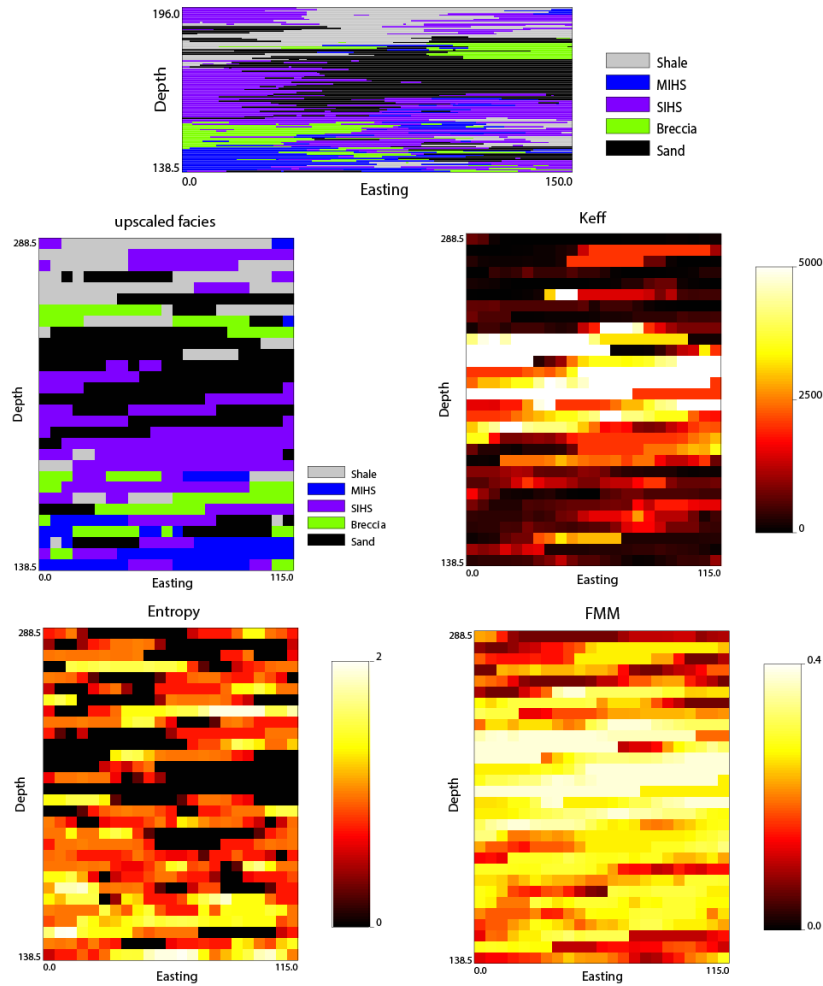 196.0
Depth
138.5
0.0
Easting
150.0
Shale
MIHS
SIHS
Breccia
Sand
upscaled facies
288.5
Depth
138.5
0.0
Easting
115.0
Shale
MIHS
SIHS
Breccia
Sand
Keff
288.5
Depth
138.5
0.0
Easting
115.0
5000
2500
0
Entropy
288.5
Depth
138.5
0.0
Easting
115.0
2
0
FMM
288.5
Depth
138.5
0.0
Easting
115.0
0.4
0.0